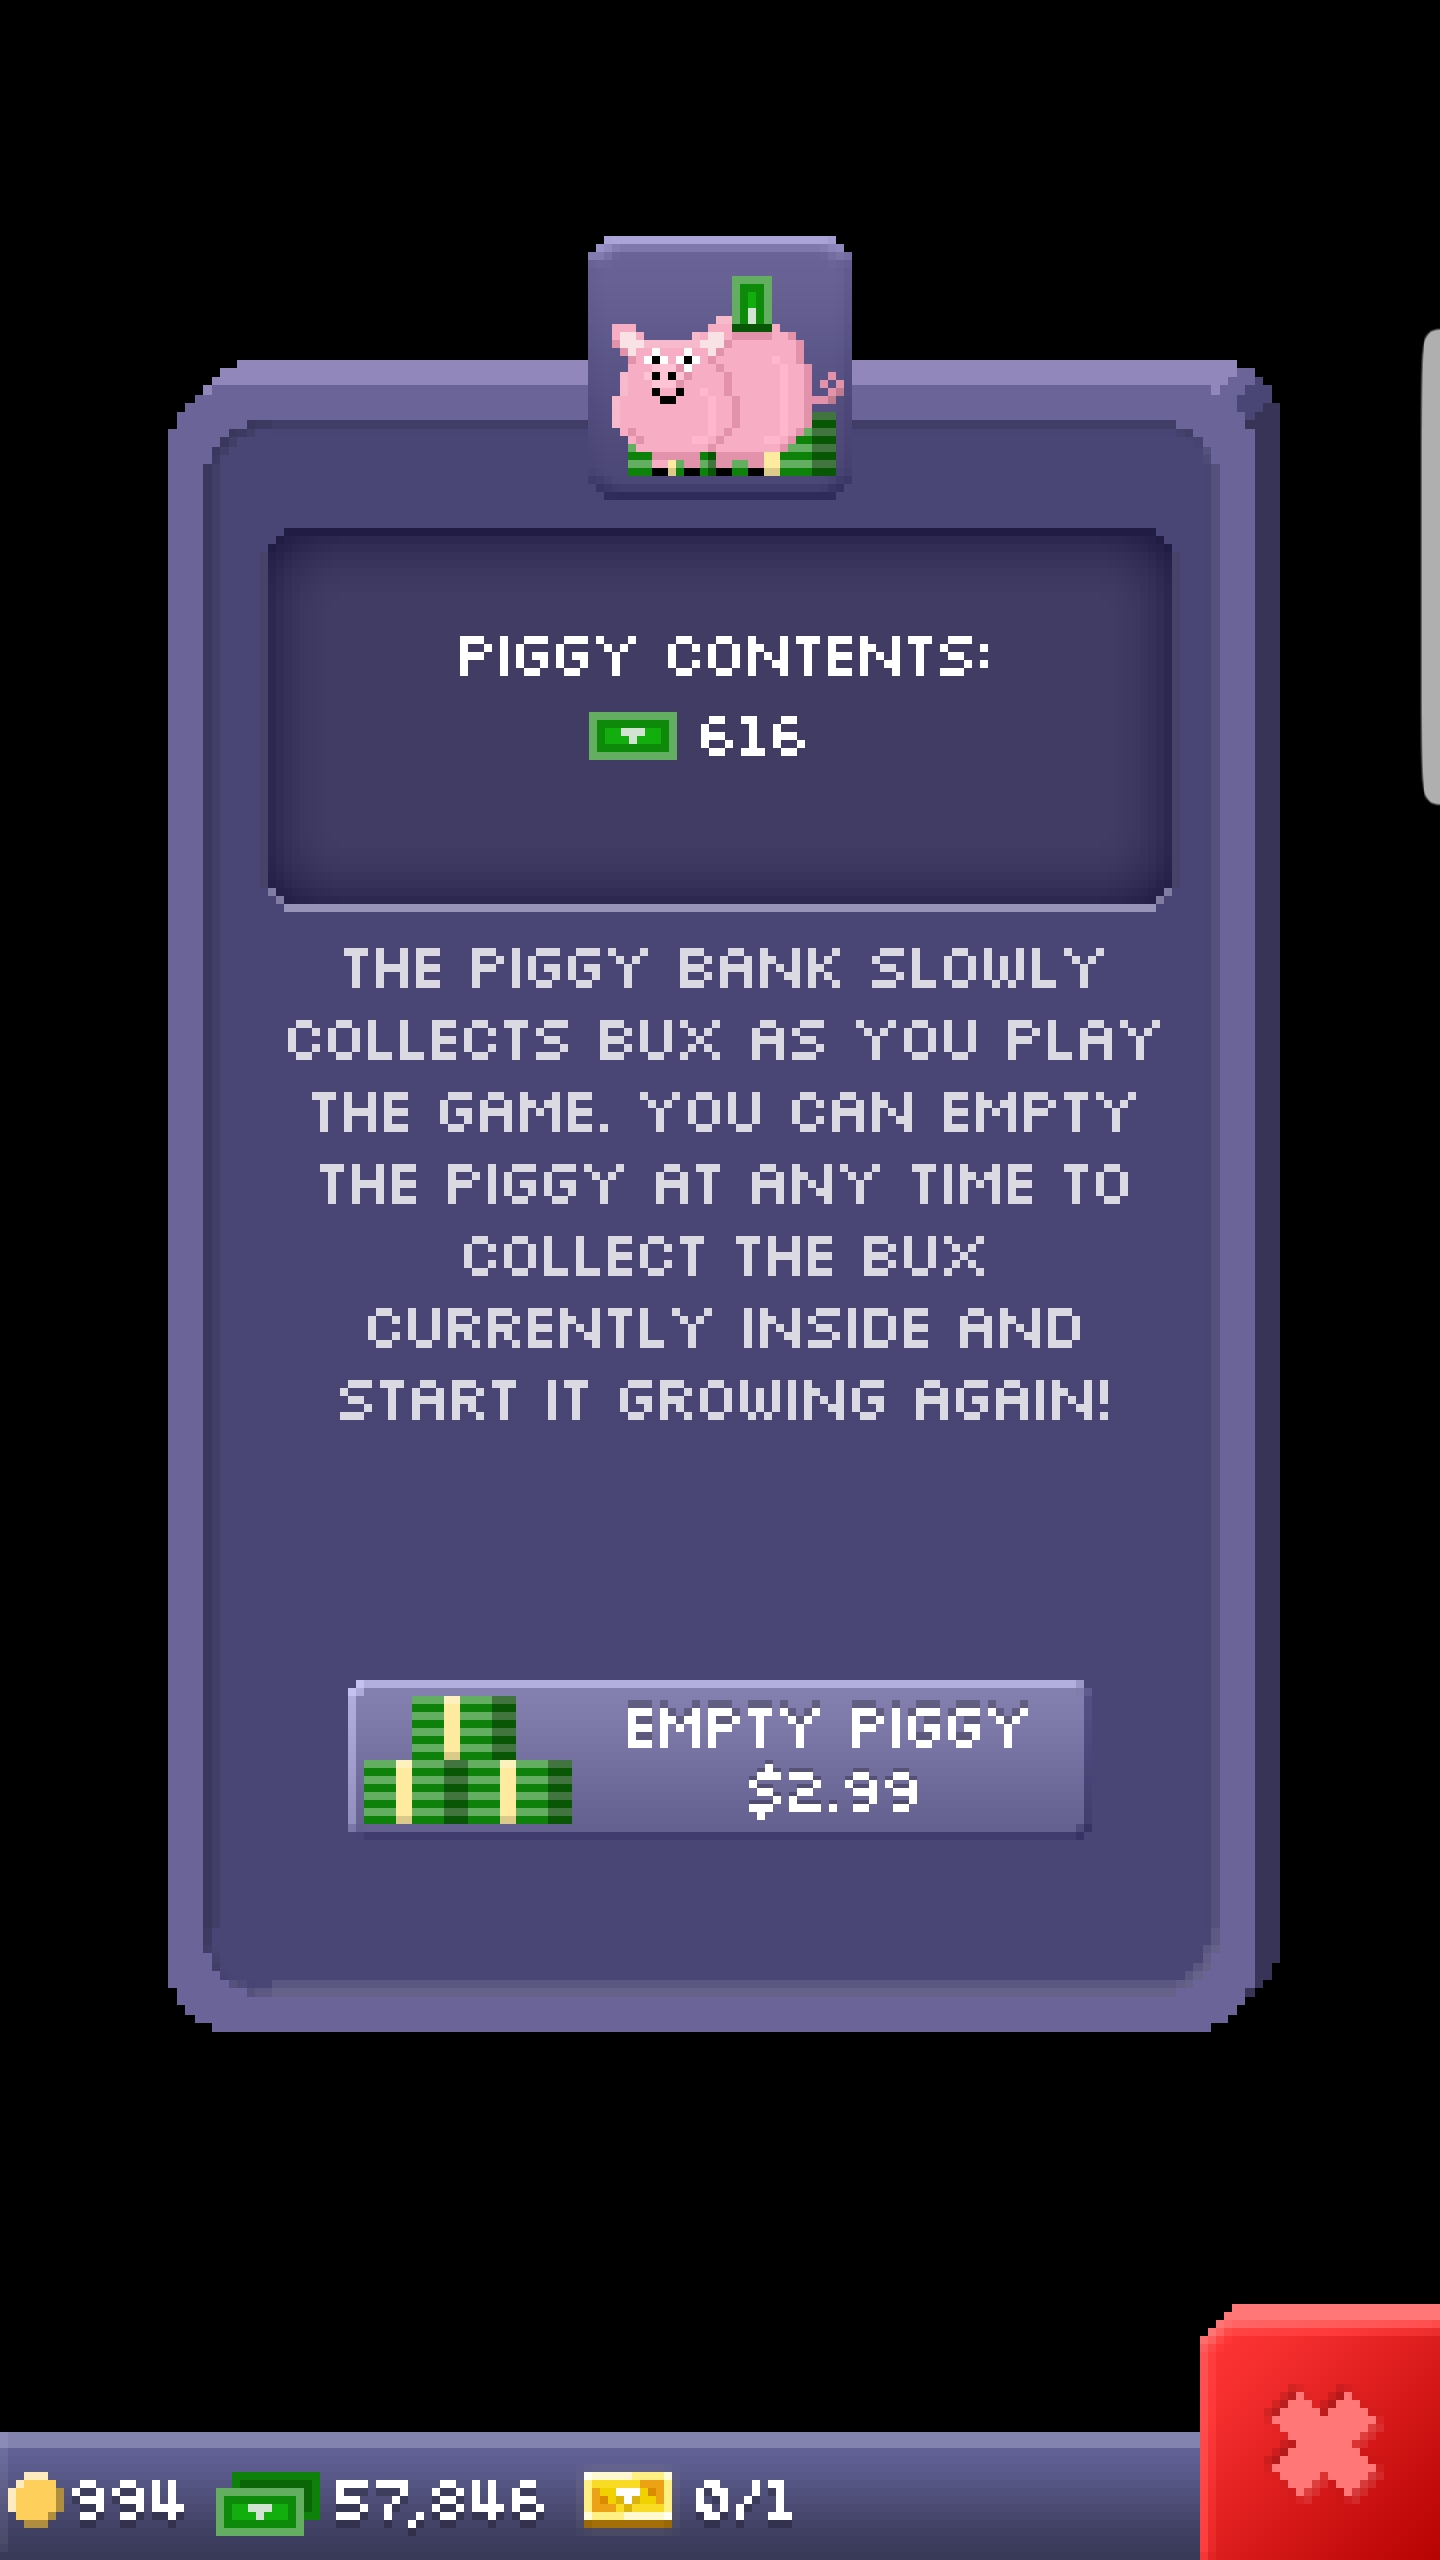 PIGGY CONTENTS:
616
THE PIGGY BANK SLOWLY
COLLECTS BUX AS YOU PLAY
THE GAME. YOU CAN EMPTY
THE PIGGY AT ANY TIME TO
COLLECT THE BUX
CURRENTLY INSIDE AND
START IT GROWING AGAIN!
EMPTY PIGGY
$2.99
994 57,846 0/1